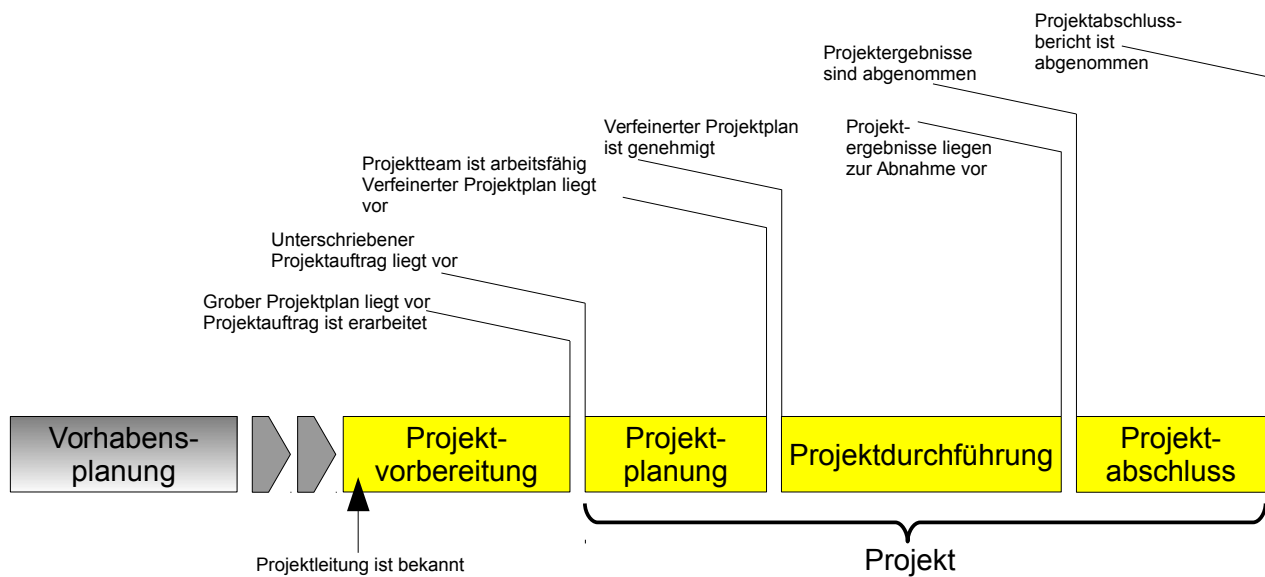 Projektabschluss-
bericht ist
abgenommen
Projektergebnisse
sind abgenommen
Verfeinerter Projektplan
ist genehmigt
Projekt-
ergebnisse liegen
zur Abnahme vor
Projektteam ist arbeitsfähig
Verfeinerter Projektplan liegt
vor
Unterschriebener
Projektauftrag liegt vor
Grober Projektplan liegt vor
Projektauftrag ist erarbeitet
Vorhabens-
planung
Projekt-
vorbereitung
Projekt-
planung
Projektdurchführung
Projekt-
abschluss
Projektleitung ist bekannt
Projekt